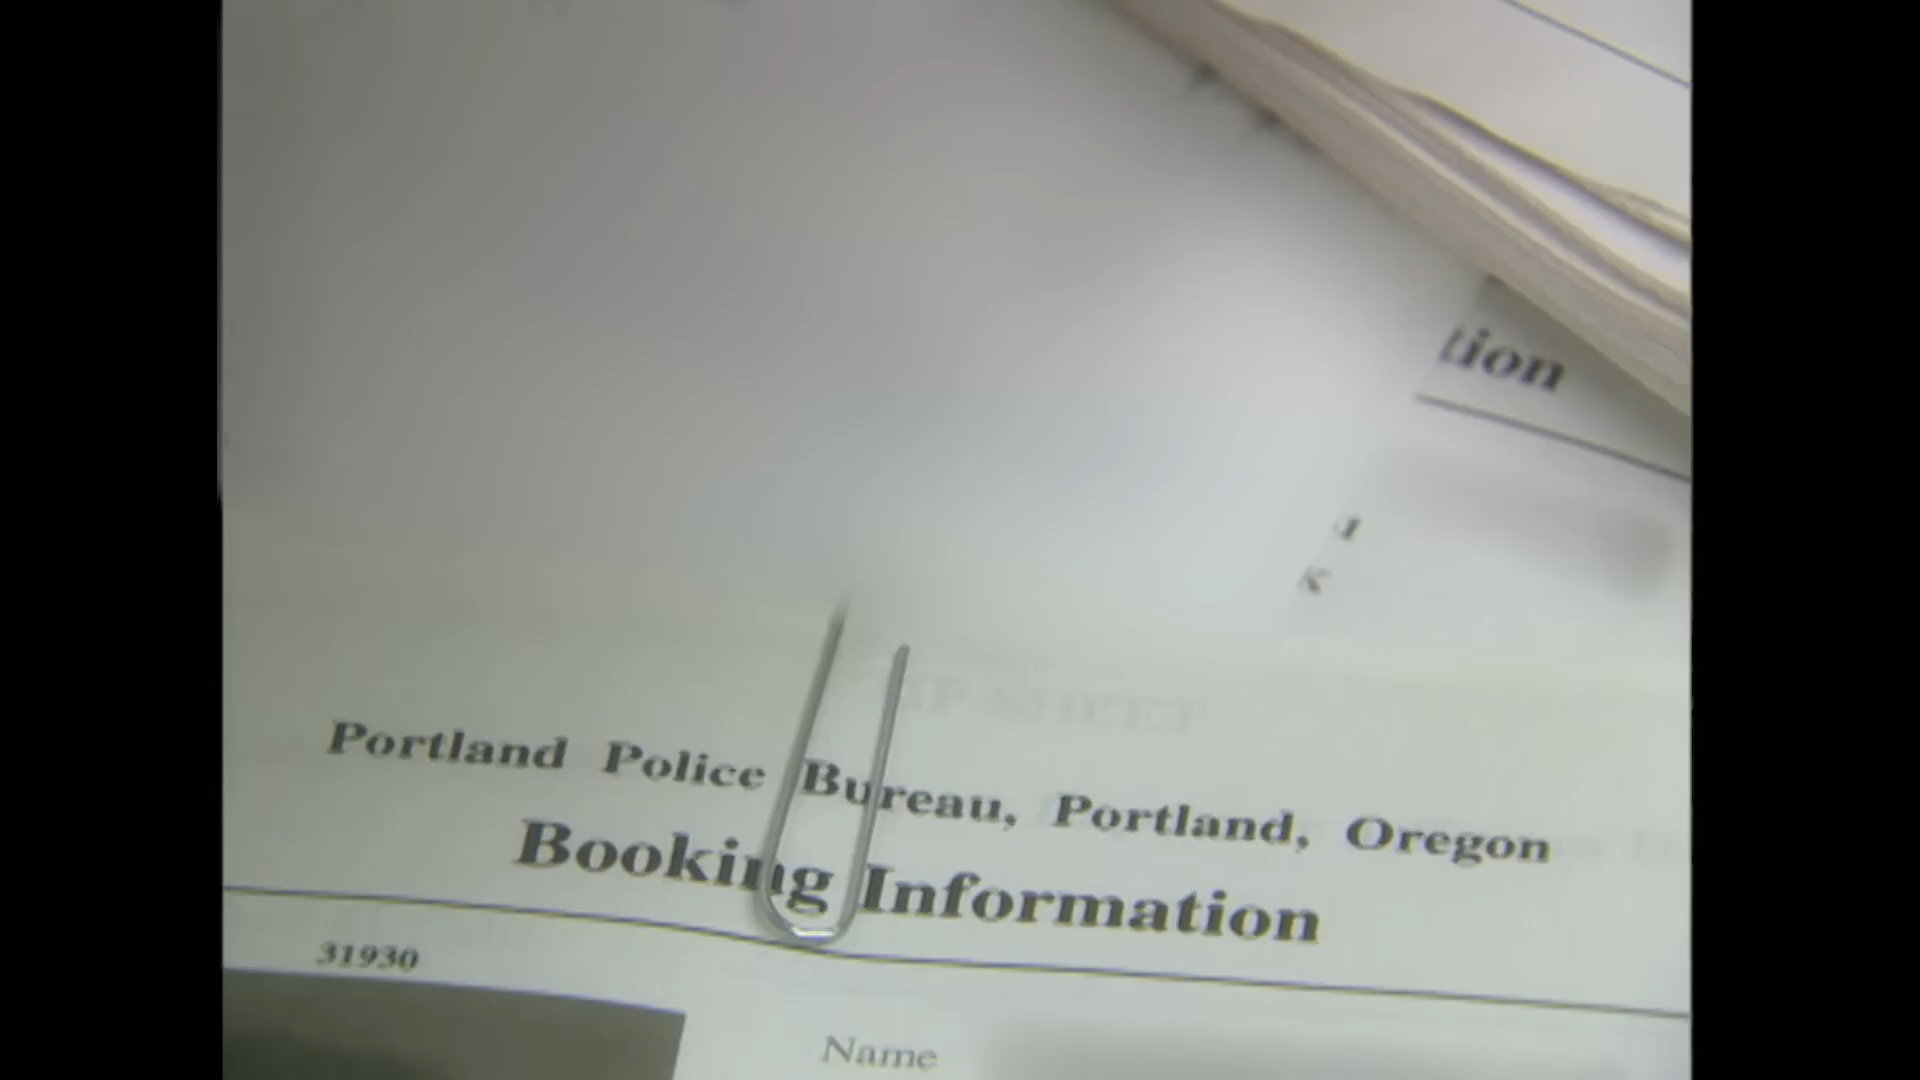 tion
Portland Police Bureau, Portland, Oregon
Booking Information
31930
Name